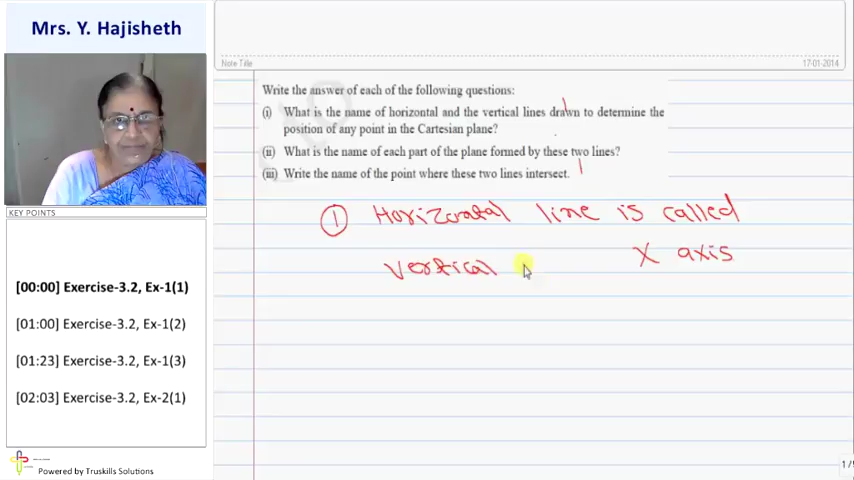 Mrs. Y. Hajisheth
Note Title
17-01-2014
Write the answer of each of the following questions:
(i) What is the name of horizontal and the vertical lines drawn to determine the
position of any point in the Cartesian plane?
(ii) What is the name of each part of the plane formed by these two lines?
(iii) Write the name of the point where these two lines intersect.
① Horizontal line is called
X axis
Vertical
KEY POINTS
[00:00] Exercise-3.2, Ex-1(1)
[01:00] Exercise-3.2, Ex-1(2)
[01:23] Exercise-3.2, Ex-1(3)
[02:03] Exercise-3.2, Ex-2(1)
Powered by Truskills Solutions